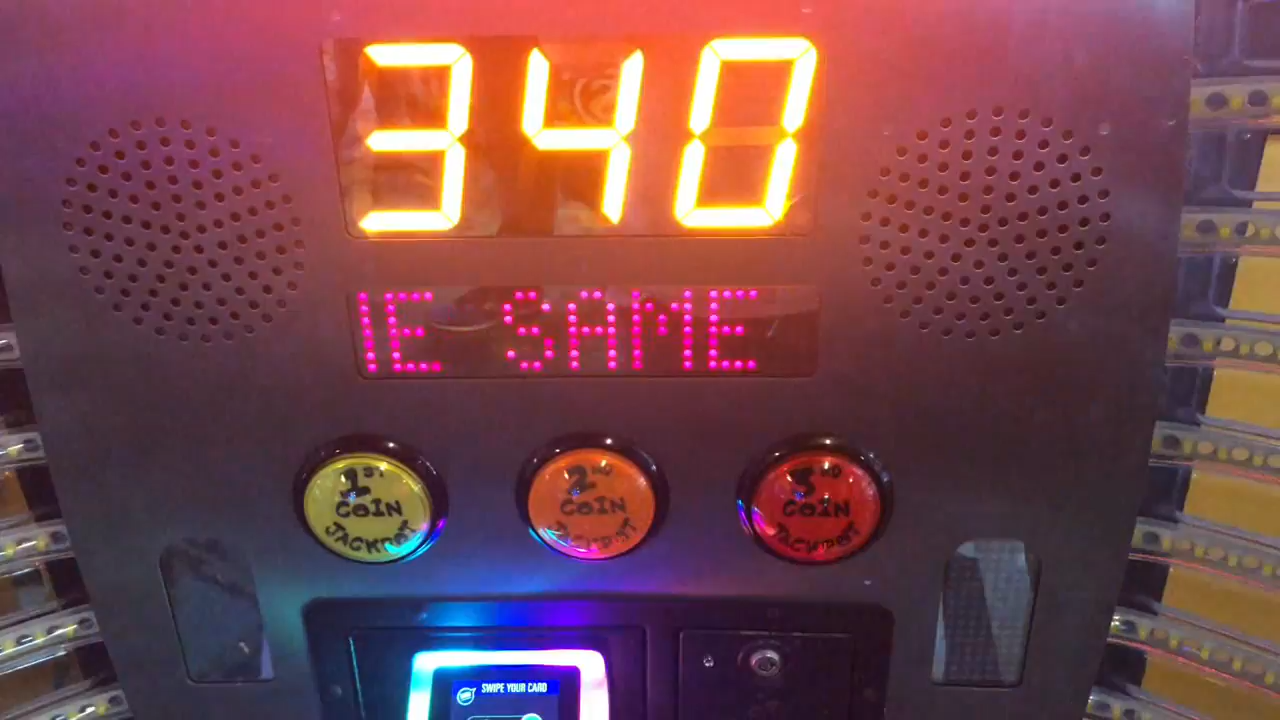 340
IE SAME
1ST COIN JACKPOT
2ND COIN JACKPOT
3RD COIN JACKPOT
SWIPE YOUR CARD